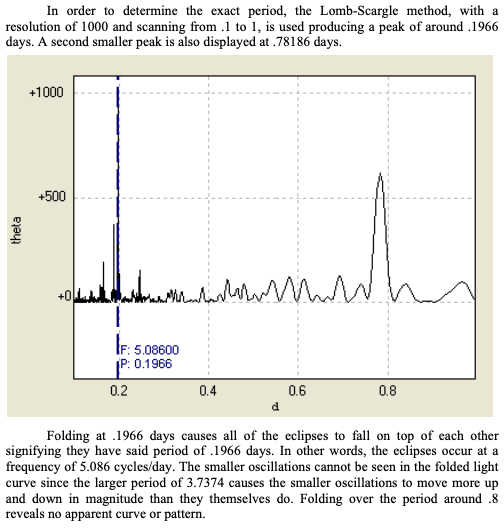 In order to determine the exact period, the Lomb-Scargle method, with a
resolution of 1000 and scanning from .1 to 1, is used producing a peak of around .1966
days. A second smaller peak is also displayed at .78186 days.
+1000
+500
theta
+0
F: 5.08600
P: 0.1966
0.2 0.4 0.6 0.8
d
Folding at .1966 days causes all of the eclipses to fall on top of each other
signifying they have said period of .1966 days. In other words, the eclipses occur at a
frequency of 5.086 cycles/day. The smaller oscillations cannot be seen in the folded light
curve since the larger period of 3.7374 causes the smaller oscillations to move more up
and down in magnitude than they themselves do. Folding over the period around .8
reveals no apparent curve or pattern.